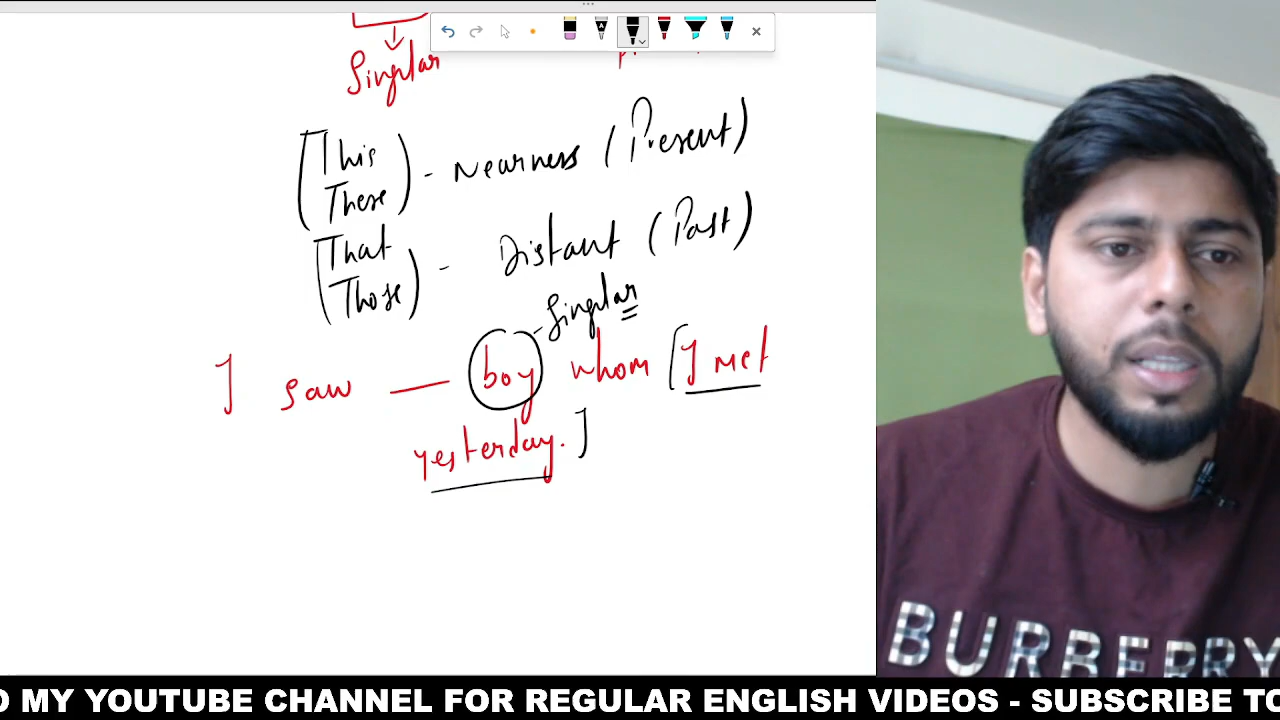 Singular
This
These
- Nearness (Present)
That
Those
- Distant (Past)
- Singular
I saw — boy whom [I met
yesterday.]
BURBERRY
O MY YOUTUBE CHANNEL FOR REGULAR ENGLISH VIDEOS - SUBSCRIBE TO